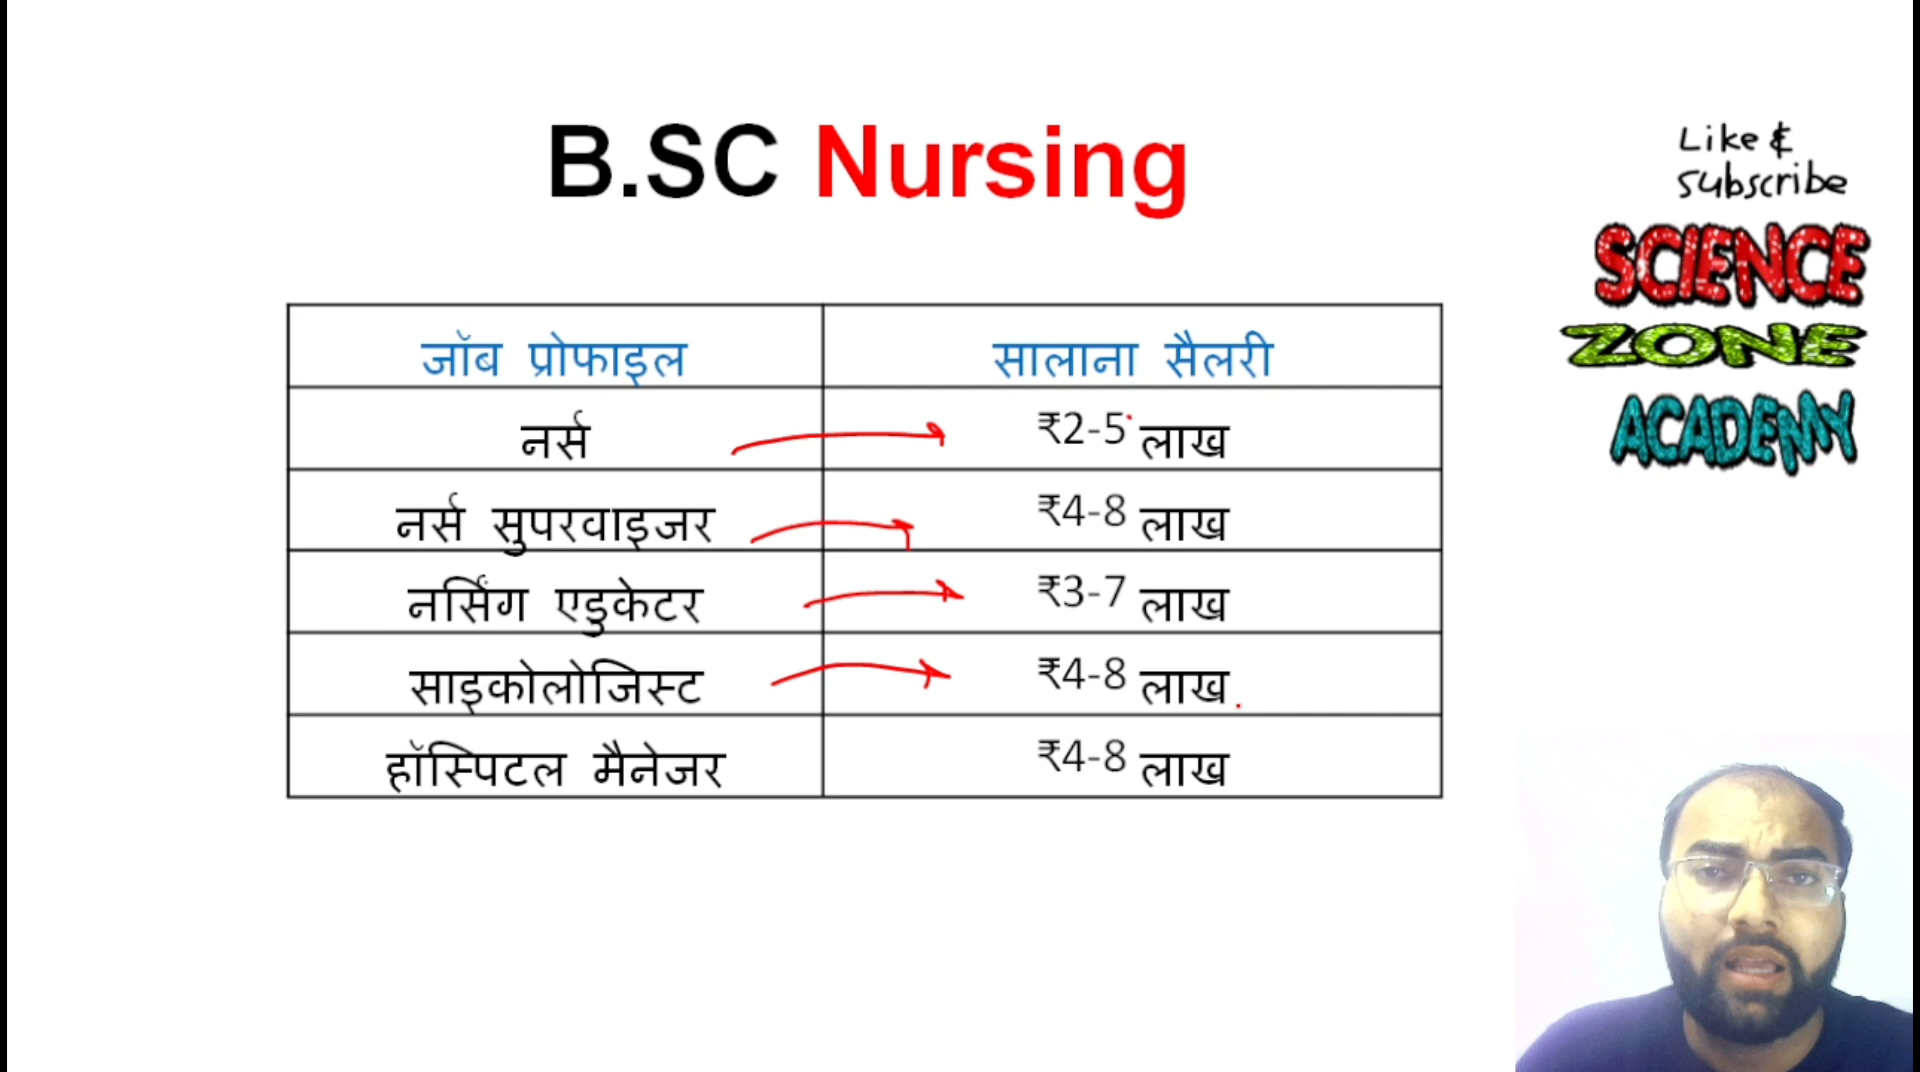 B.SC Nursing
Like &
Subscribe
SCIENCE
ZONE
ACADEMY
जॉब प्रोफाइल सालाना सैलरी
नर्स ₹2-5 लाख
नर्स सुपरवाइजर ₹4-8 लाख
नर्सिंग एडुकेटर ₹3-7 लाख
साइकोलोजिस्ट ₹4-8 लाख
हॉस्पिटल मैनेजर ₹4-8 लाख